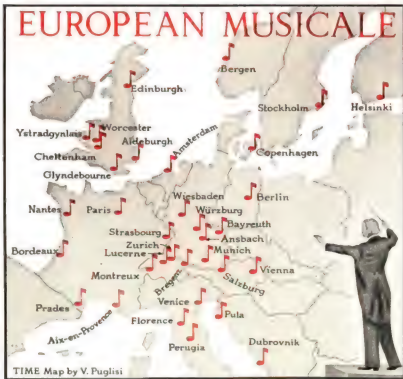 EUROPEAN MUSICALE
Bergen
Edinburgh
Stockholm
Helsinki
Ystradgynlais
Worcester
Aldeburgh
Amsterdam
Copenhagen
Cheltenham
Glyndebourne
Wiesbaden
Berlin
Nantes
Paris
Würzburg
Strasbourg
Bayreuth
Ansbach
Bordeaux
Zurich
Lucerne
Munich
Montreux
Bregenz
Salzburg
Vienna
Prades
Aix-en-Provence
Venice
Pula
Florence
Perugia
Dubrovnik
TIME Map by V. Puglisi